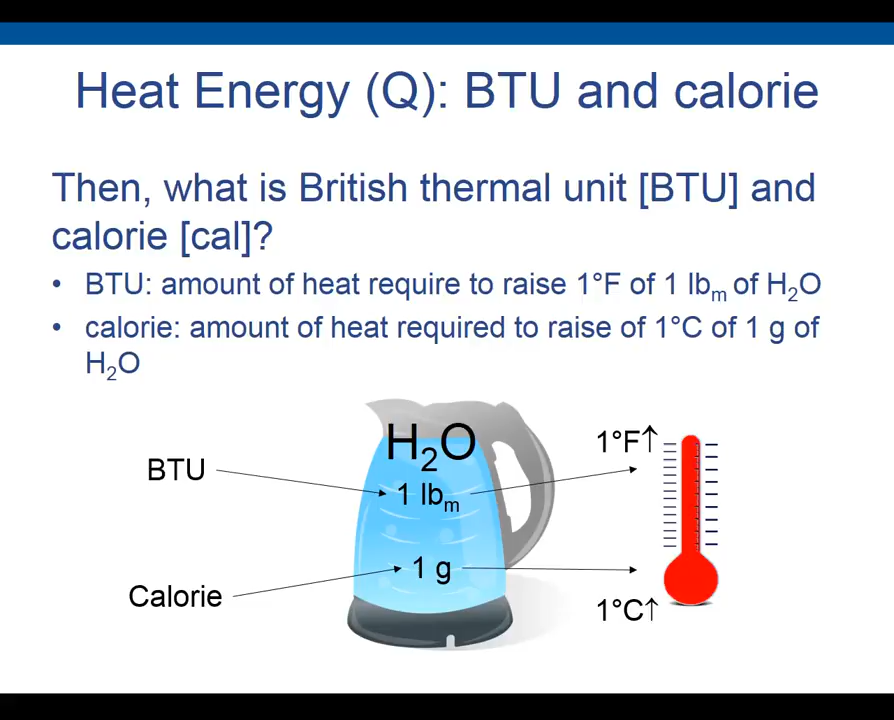 Heat Energy (Q): BTU and calorie
Then, what is British thermal unit [BTU] and
calorie [cal]?
• BTU: amount of heat require to raise 1°F of 1 lbₘ of H₂O
• calorie: amount of heat required to raise of 1°C of 1 g of
H₂O
H₂O
1°F↑
BTU
1 lbₘ
1 g
Calorie
1°C↑